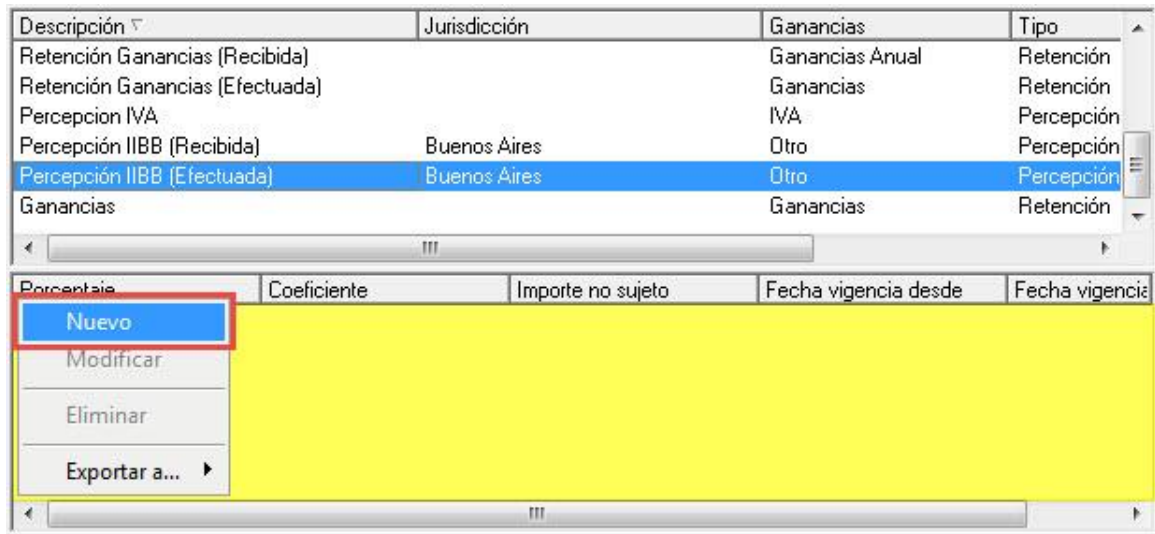 Descripción Jurisdicción Ganancias Tipo
Retención Ganancias (Recibida) Ganancias Anual Retención
Retención Ganancias (Efectuada) Ganancias Retención
Percepcion IVA IVA Percepción
Percepción IIBB (Recibida) Buenos Aires Otro Percepción
Percepción IIBB (Efectuada) Buenos Aires Otro Percepción
Ganancias Ganancias Retención
Porcentaje Coeficiente Importe no sujeto Fecha vigencia desde Fecha vigencia
Nuevo
Modificar
Eliminar
Exportar a...